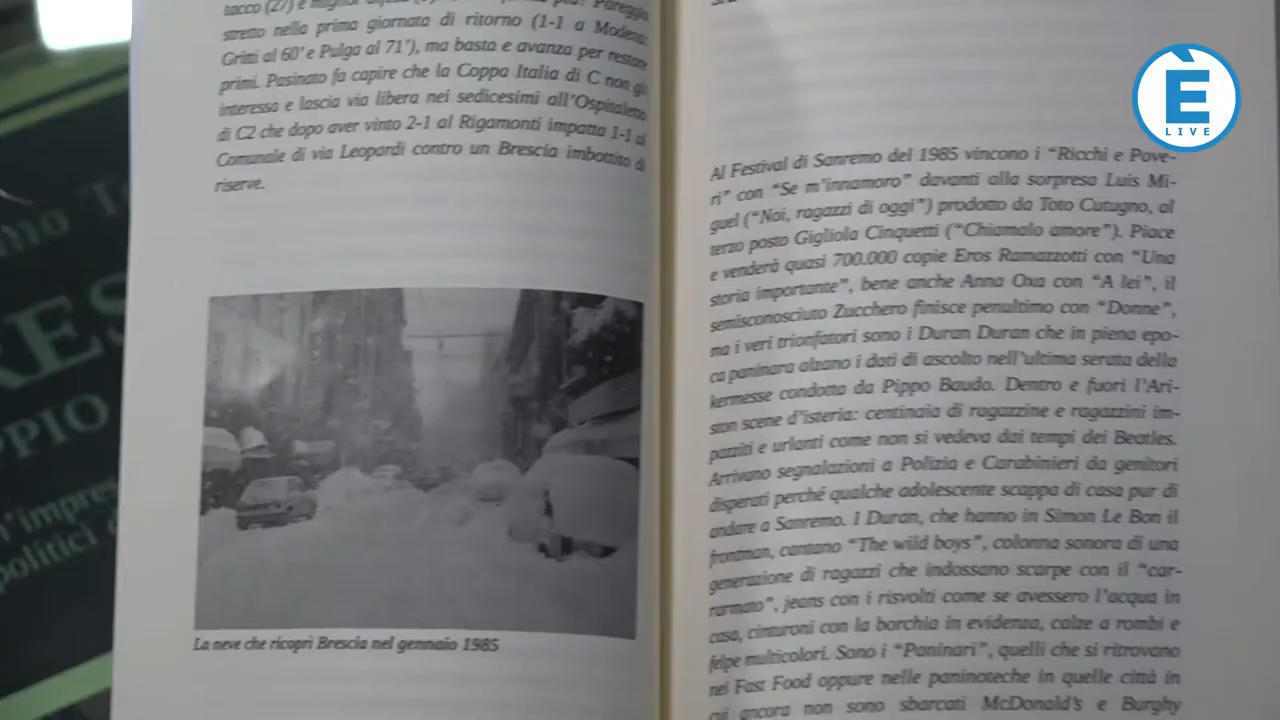 tacco (27) e miglior
stretto nella prima giornata di ritorno (1-1 a Modena:
Gritti al 60' e Pulga al 71'), ma basta e avanza per restare
primi. Pasinato fa capire che la Coppa Italia di C non gli
interessa e lascia via libera nei sedicesimi all'Ospitaletto
di C2 che dopo aver vinto 2-1 al Rigamonti impatta 1-1 al
Comunale di via Leopardi contro un Brescia imbottito di
riserve.
La neve che ricoprì Brescia nel gennaio 1985
È
LIVE
Al Festival di Sanremo del 1985 vincono i “Ricchi e Pove-
ri” con “Se m'innamoro” davanti alla sorpresa Luis Mi-
guel (“Noi, ragazzi di oggi”) prodotto da Toto Cutugno, al
terzo posto Gigliola Cinquetti (“Chiamalo amore”). Piace
e venderà quasi 700.000 copie Eros Ramazzotti con “Una
storia importante”, bene anche Anna Oxa con “A lei”, il
semisconosciuto Zucchero finisce penultimo con “Donne”,
ma i veri trionfatori sono i Duran Duran che in piena epo-
ca paninara alzano i dati di ascolto nell'ultima serata della
kermesse condotta da Pippo Baudo. Dentro e fuori l'Ari-
ston scene d'isteria: centinaia di ragazzine e ragazzini im-
pazziti e urlanti come non si vedeva dai tempi dei Beatles.
Arrivano segnalazioni a Polizia e Carabinieri da genitori
disperati perché qualche adolescente scappa di casa pur di
andare a Sanremo. I Duran, che hanno in Simon Le Bon il
frontman, cantano “The wild boys”, colonna sonora di una
generazione di ragazzi che indossano scarpe con il “car-
rarmato”, jeans con i risvolti come se avessero l'acqua in
casa, cinturoni con la borchia in evidenza, calze a rombi e
felpe multicolori. Sono i “Paninari”, quelli che si ritrovano
nei Fast Food oppure nelle paninoteche in quelle città in
cui ancora non sono sbarcati McDonald's e Burghy